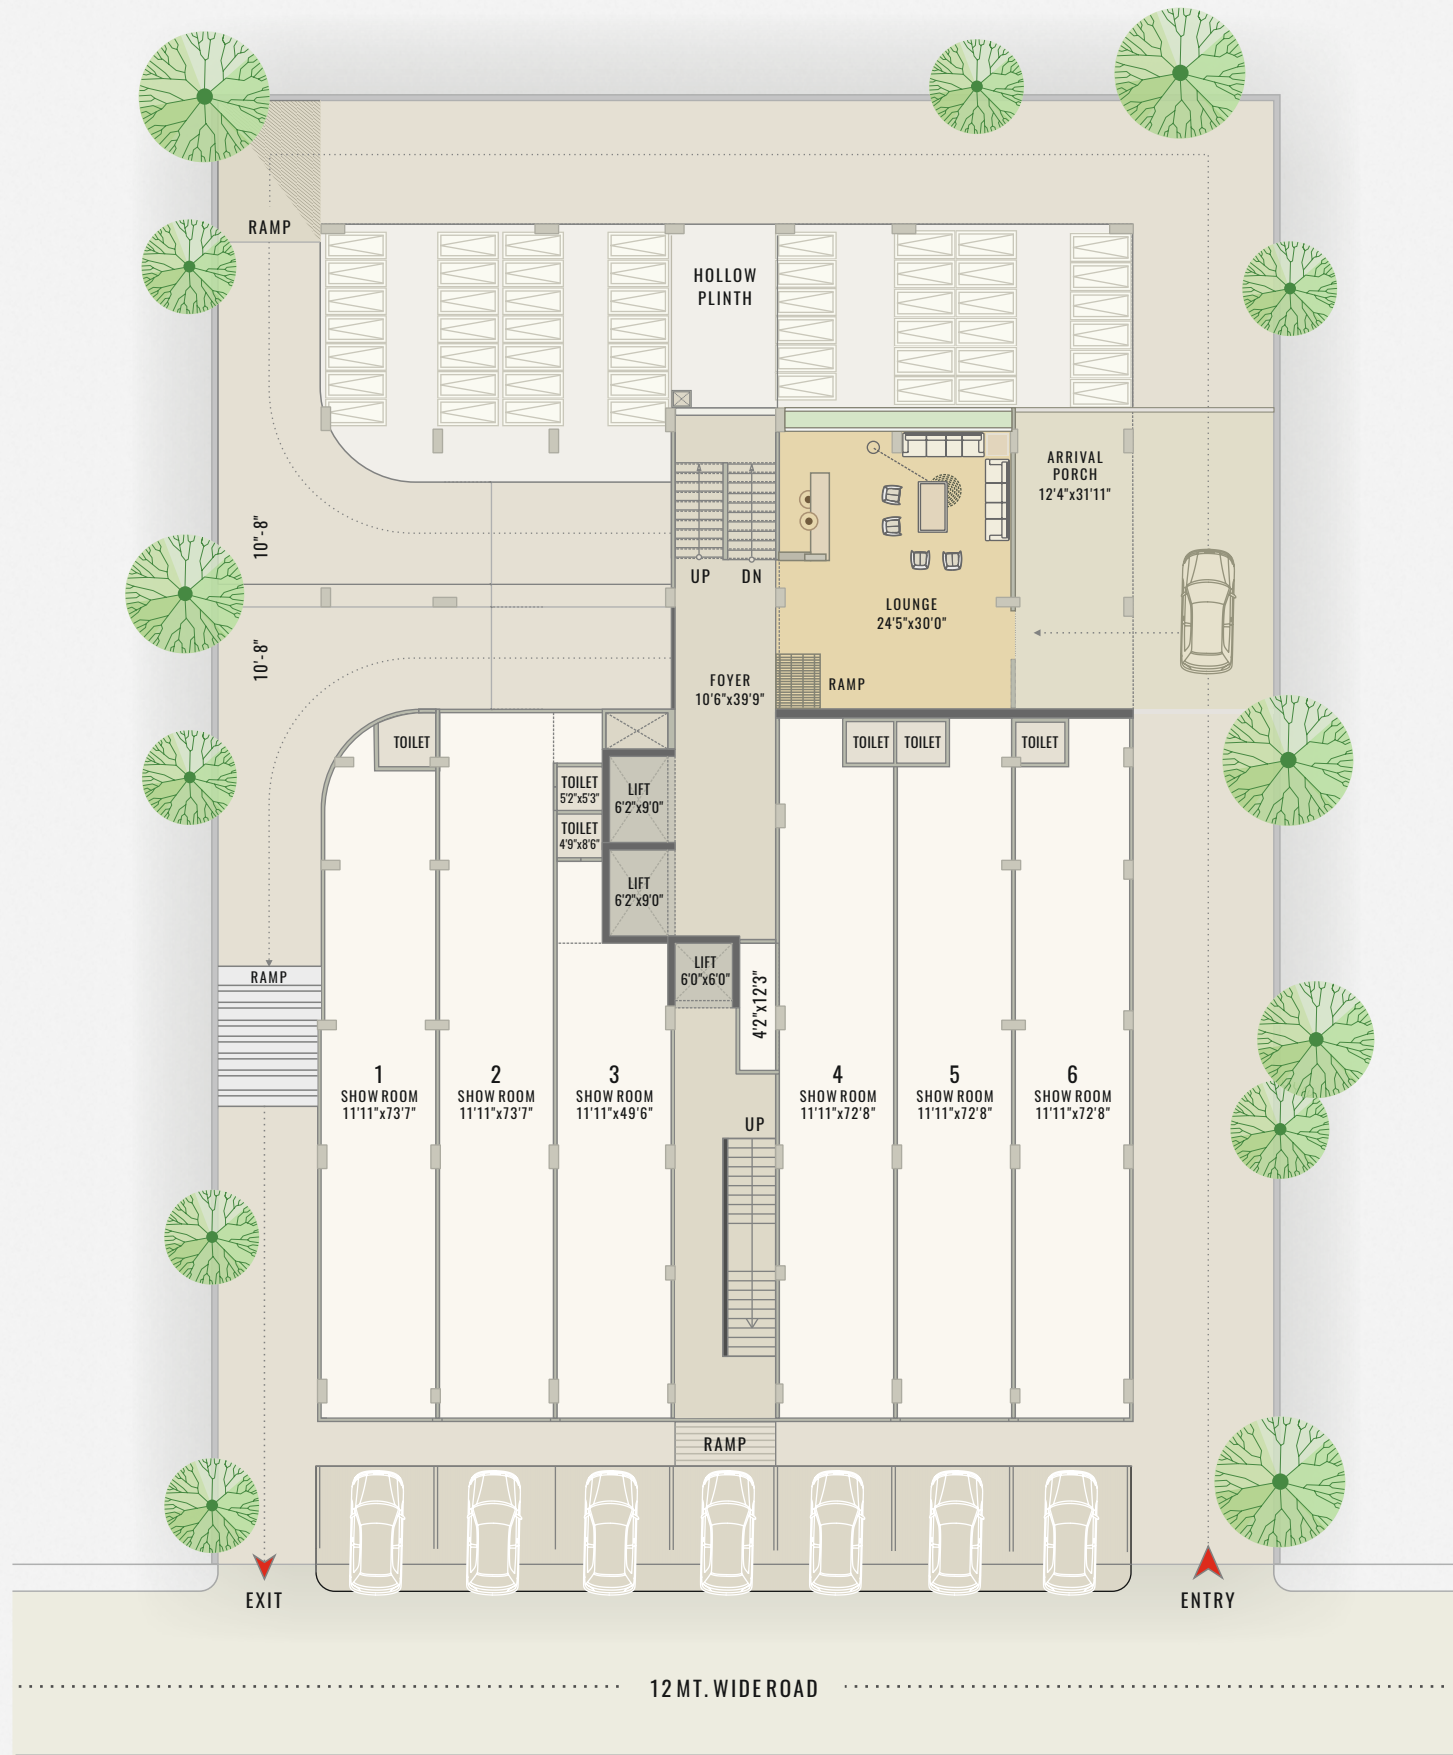 RAMP
HOLLOW
PLINTH
ARRIVAL
PORCH
12'4"x31'11"
10"-8"
UP
DN
LOUNGE
24'5"x30'0"
10'-8"
FOYER
10'6"x39'9"
RAMP
TOILET
TOILET
TOILET
TOILET
TOILET
5'2"x5'3"
LIFT
6'2"x9'0"
TOILET
4'9"x8'6"
LIFT
6'2"x9'0"
RAMP
LIFT
6'0"x6'0"
4'2"x12'3"
1
SHOW ROOM
11'11"x73'7"
2
SHOW ROOM
11'11"x73'7"
3
SHOW ROOM
11'11"x49'6"
4
SHOW ROOM
11'11"x72'8"
5
SHOW ROOM
11'11"x72'8"
6
SHOW ROOM
11'11"x72'8"
UP
RAMP
EXIT
ENTRY
12 MT. WIDE ROAD